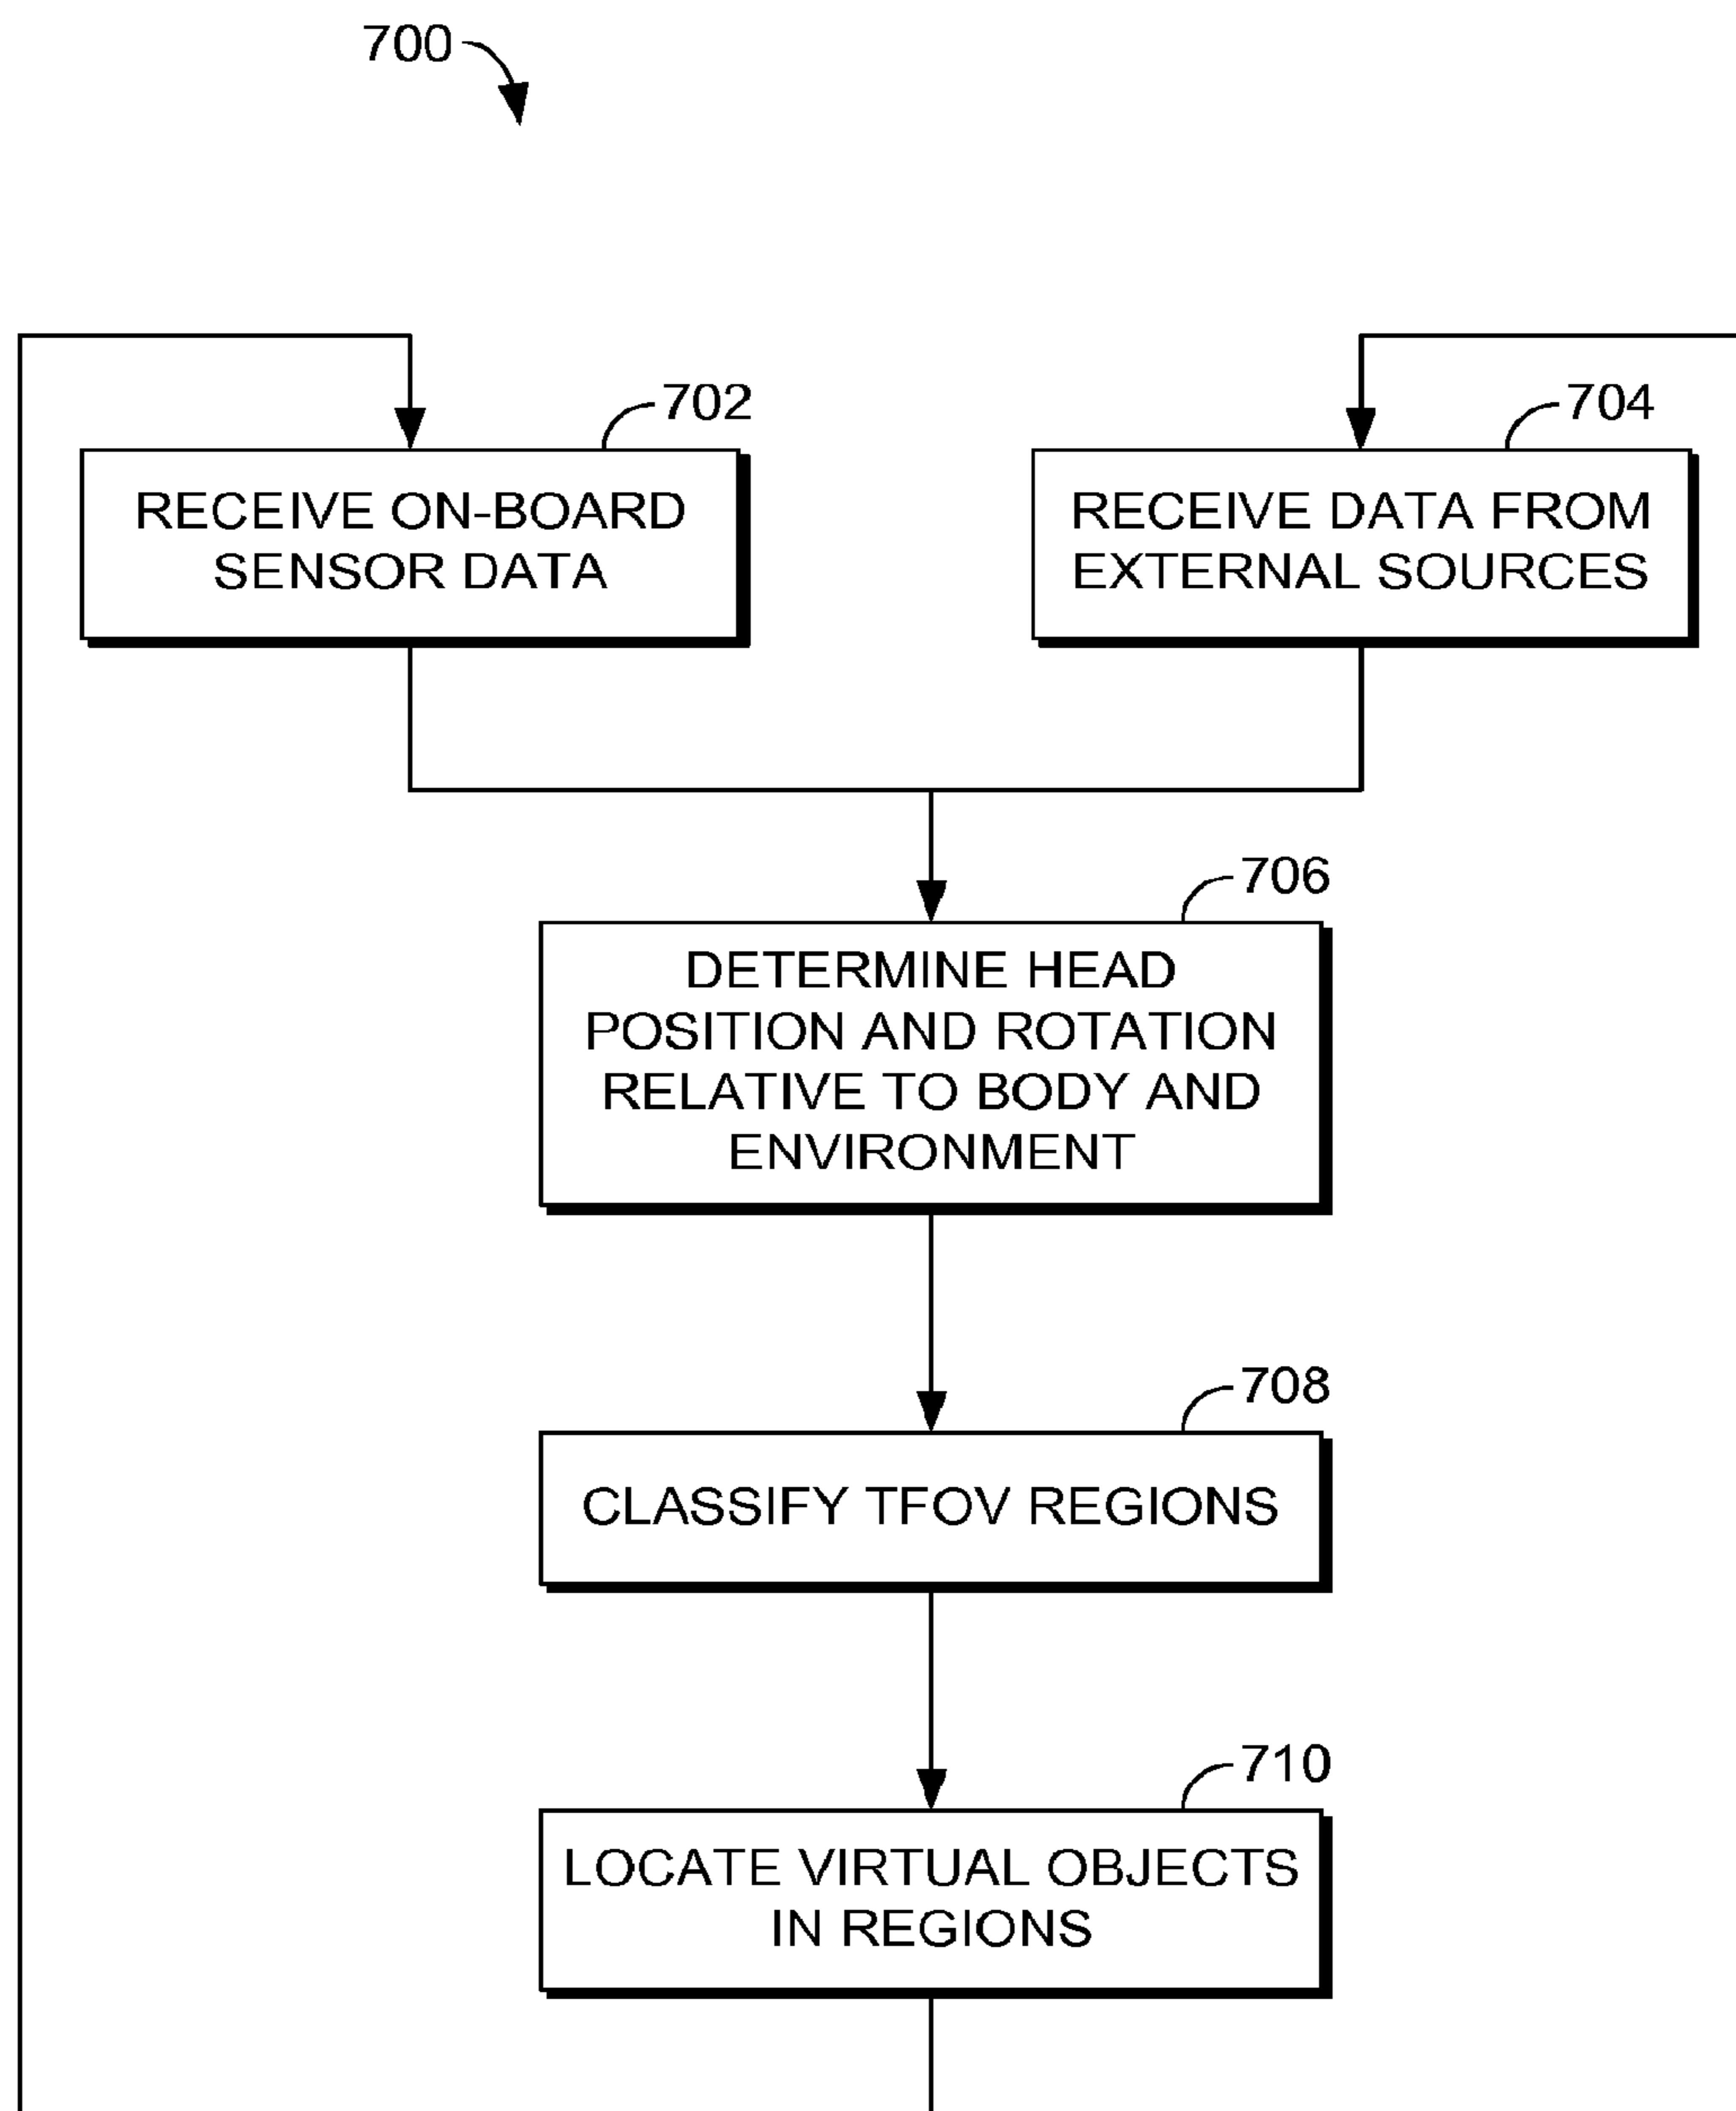 700
702
RECEIVE ON-BOARD
SENSOR DATA
704
RECEIVE DATA FROM
EXTERNAL SOURCES
706
DETERMINE HEAD
POSITION AND ROTATION
RELATIVE TO BODY AND
ENVIRONMENT
708
CLASSIFY TFOV REGIONS
710
LOCATE VIRTUAL OBJECTS
IN REGIONS